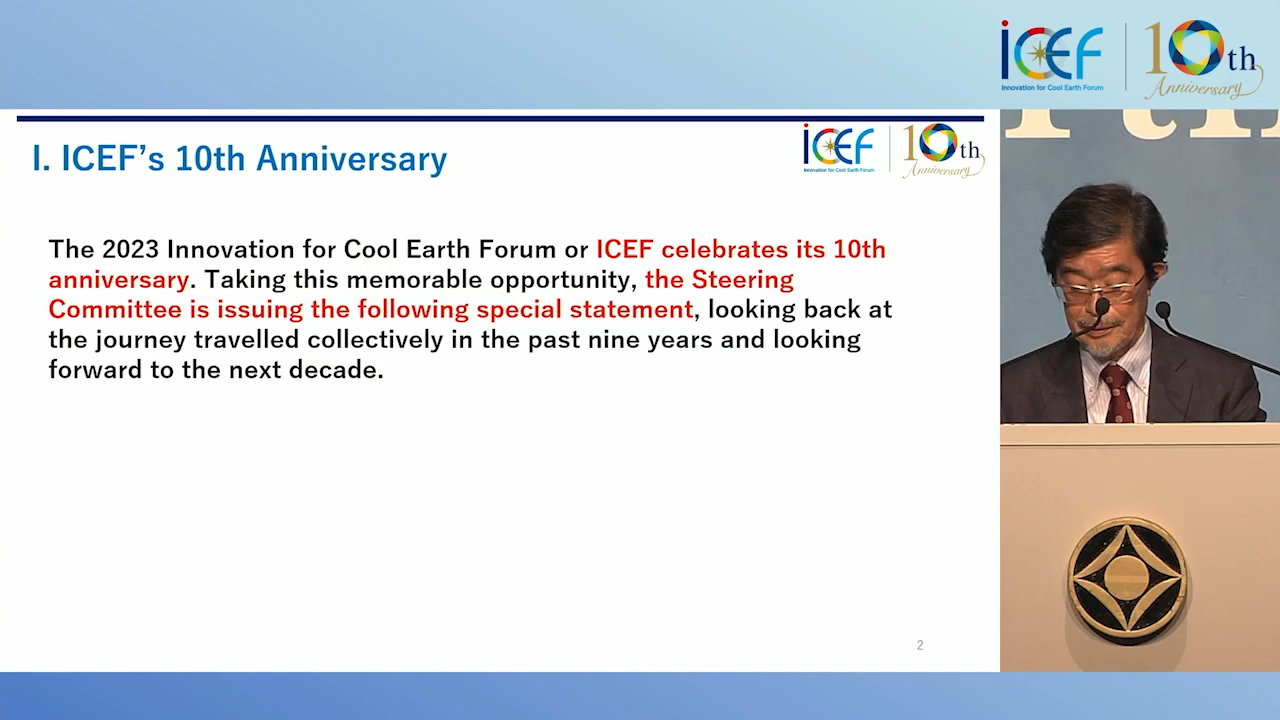 ICEF
Innovation for Cool Earth Forum
10th
Anniversary
I. ICEF's 10th Anniversary
ICEF
Innovation for Cool Earth Forum
10th
Anniversary
The 2023 Innovation for Cool Earth Forum or ICEF celebrates its 10th
anniversary. Taking this memorable opportunity, the Steering
Committee is issuing the following special statement, looking back at
the journey travelled collectively in the past nine years and looking
forward to the next decade.
2